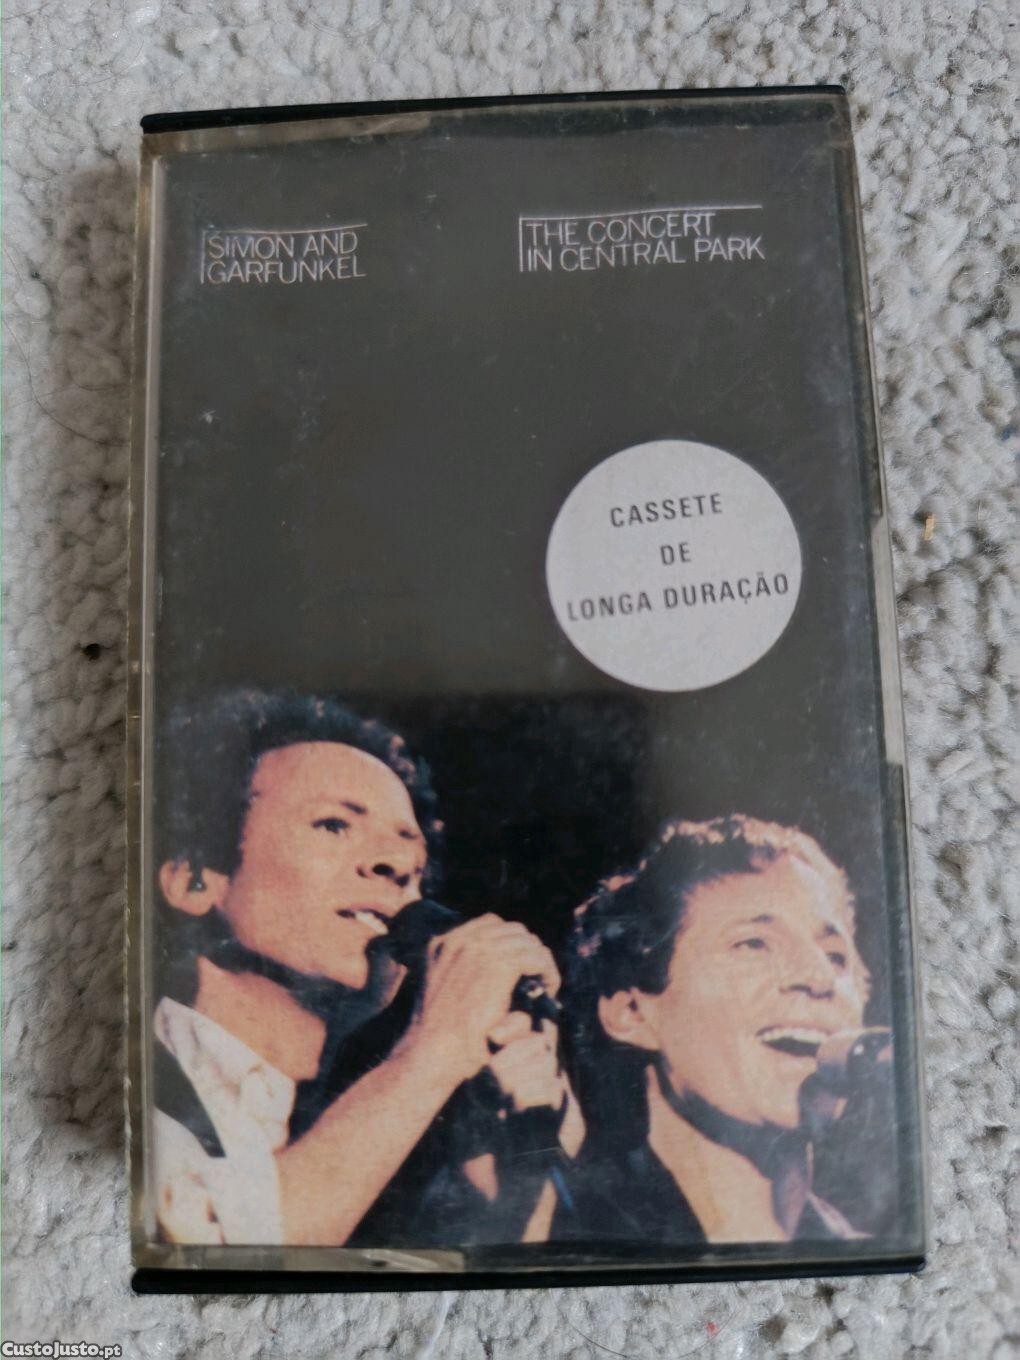 SIMON AND
GARFUNKEL
THE CONCERT
IN CENTRAL PARK
CASSETE
DE
LONGA DURAÇÃO
CustoJusto.pt